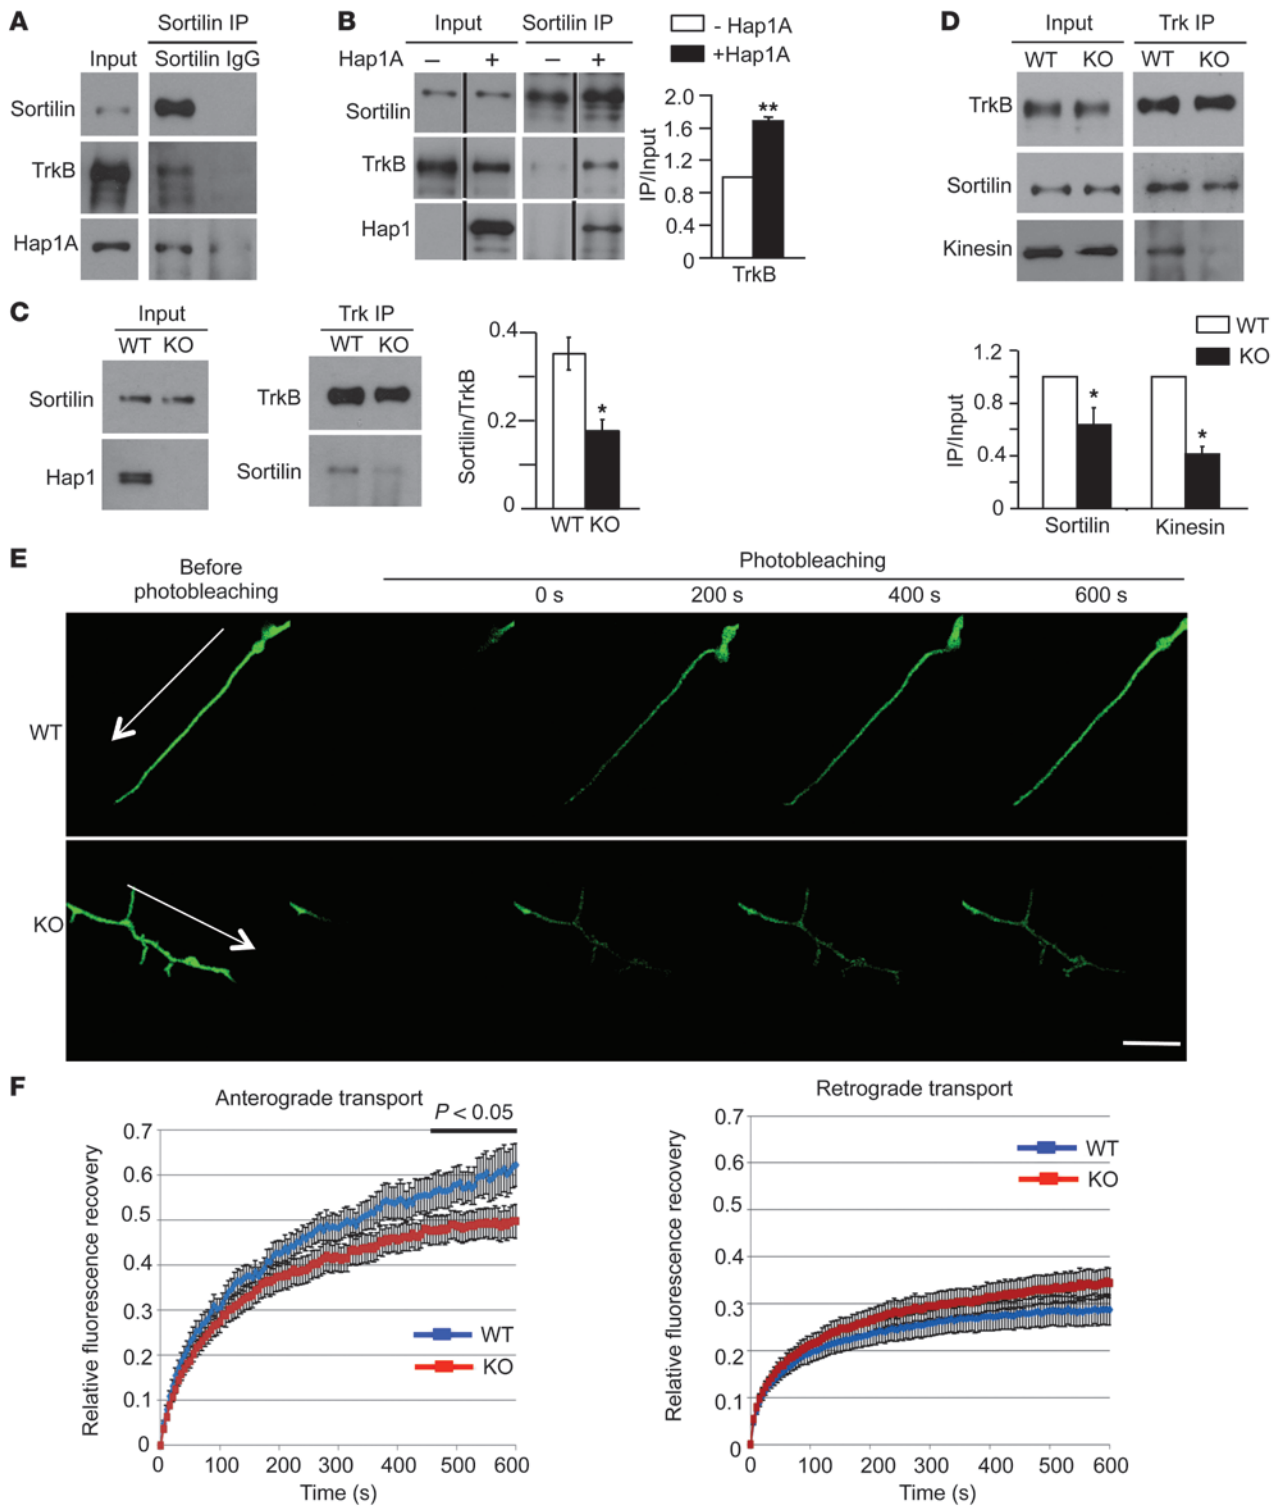 A
Sortilin IP
Input
Sortilin IgG
Sortilin
TrkB
Hap1A
B
Input
Sortilin IP
Hap1A
– + – +
Sortilin
TrkB
Hap1
- Hap1A
+Hap1A
IP/Input
2.0
1.6
1.2
0.8
0.4
0
**
TrkB
D
Input
Trk IP
WT KO WT KO
TrkB
Sortilin
Kinesin
WT
KO
IP/Input
1.2
0.8
0.4
0
*
*
Sortilin
Kinesin
C
Input
WT KO
Sortilin
Hap1
Trk IP
WT KO
TrkB
Sortilin
Sortilin/TrkB
0.4
0.2
0
*
WT KO
E
Before
photobleaching
Photobleaching
0 s 200 s 400 s 600 s
WT
KO
F
Anterograde transport
P < 0.05
Relative fluorescence recovery
0.7
0.6
0.5
0.4
0.3
0.2
0.1
0
WT
KO
0 100 200 300 400 500 600
Time (s)
Retrograde transport
Relative fluorescence recovery
0.7
0.6
0.5
0.4
0.3
0.2
0.1
0
WT
KO
0 100 200 300 400 500 600
Time (s)